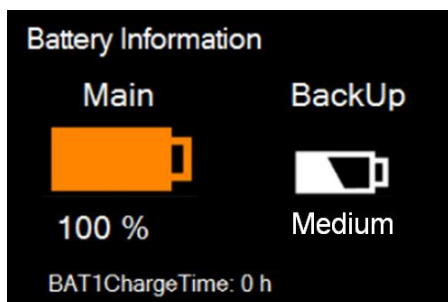 Battery Information
Main BackUp
100 % Medium
BAT1ChargeTime: 0 h